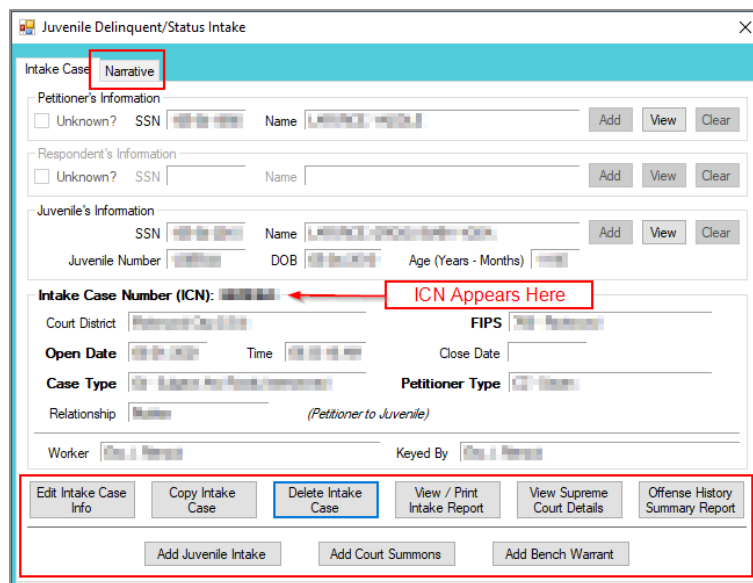 Juvenile Delinquent/Status Intake
Intake Case Narrative
Petitioner's Information
Unknown? SSN Name Add View Clear
Respondent's Information
Unknown? SSN Name Add View Clear
Juvenile's Information
SSN Name Add View Clear
Juvenile Number DOB Age (Years - Months)
Intake Case Number (ICN): ICN Appears Here
Court District FIPS
Open Date Time Close Date
Case Type Petitioner Type
Relationship (Petitioner to Juvenile)
Worker Keyed By
Edit Intake Case Info Copy Intake Case Delete Intake Case View / Print Intake Report View Supreme Court Details Offense History Summary Report
Add Juvenile Intake Add Court Summons Add Bench Warrant